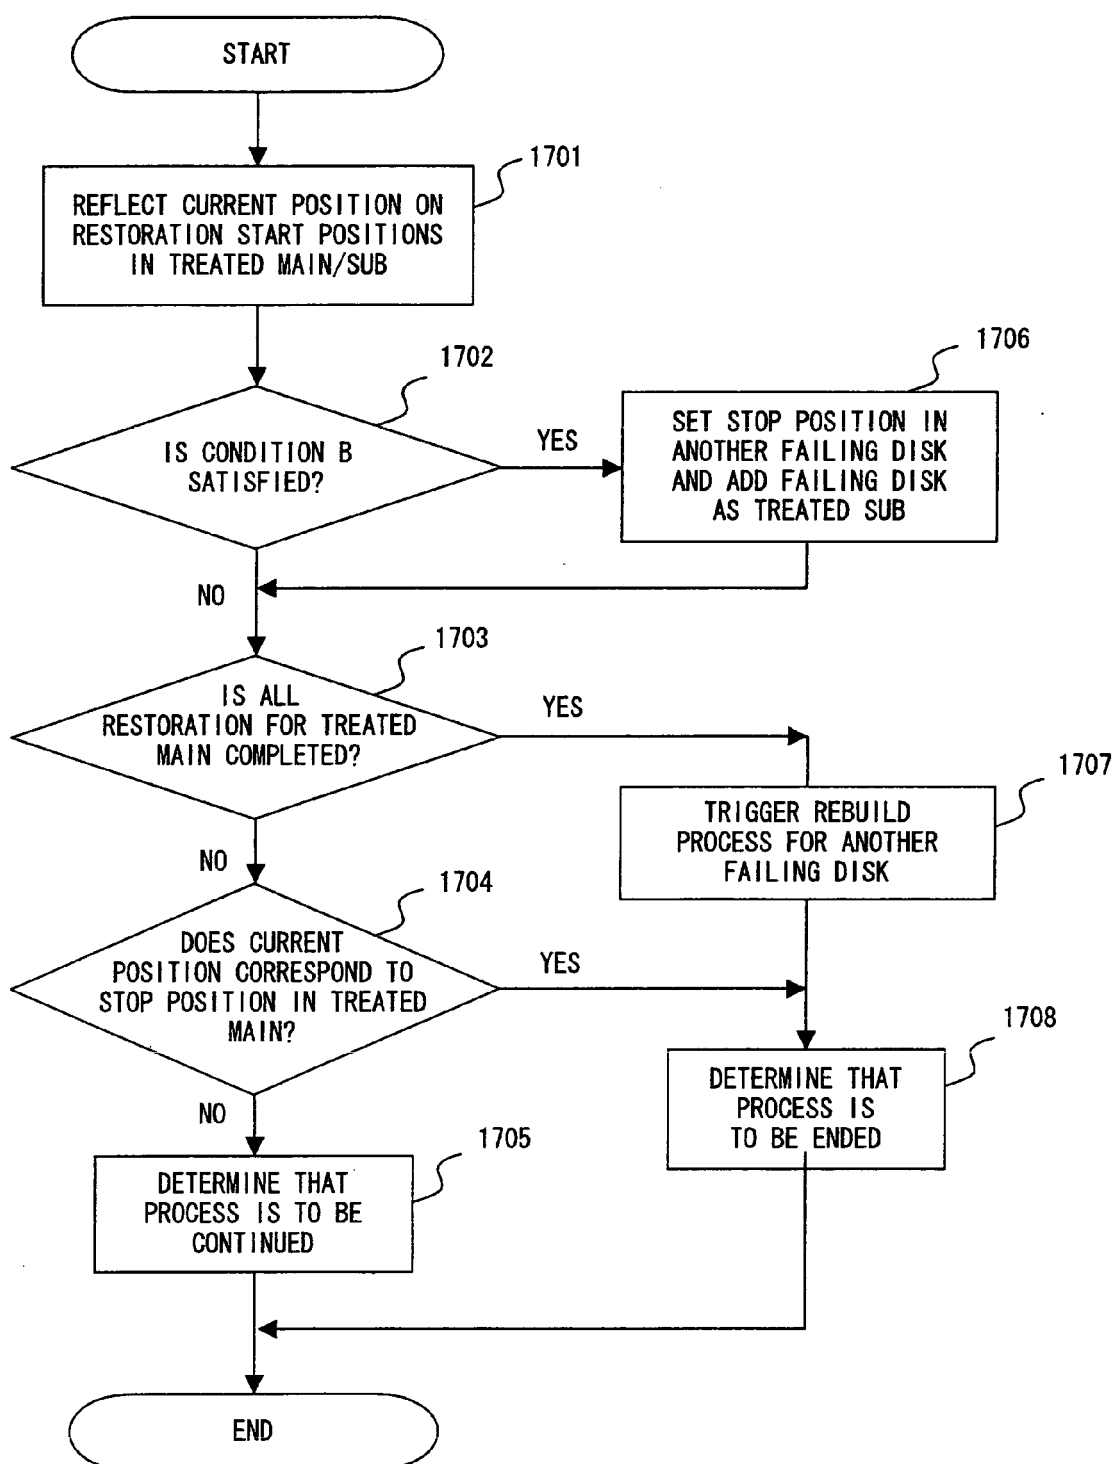 START
1701
REFLECT CURRENT POSITION ON
RESTORATION START POSITIONS
IN TREATED MAIN/SUB
1702
IS CONDITION B
SATISFIED?
YES
NO
1706
SET STOP POSITION IN
ANOTHER FAILING DISK
AND ADD FAILING DISK
AS TREATED SUB
1703
IS ALL
RESTORATION FOR TREATED
MAIN COMPLETED?
YES
NO
1707
TRIGGER REBUILD
PROCESS FOR ANOTHER
FAILING DISK
1704
DOES CURRENT
POSITION CORRESPOND TO
STOP POSITION IN TREATED
MAIN?
YES
NO
1708
DETERMINE THAT
PROCESS IS
TO BE ENDED
1705
DETERMINE THAT
PROCESS IS TO BE
CONTINUED
END